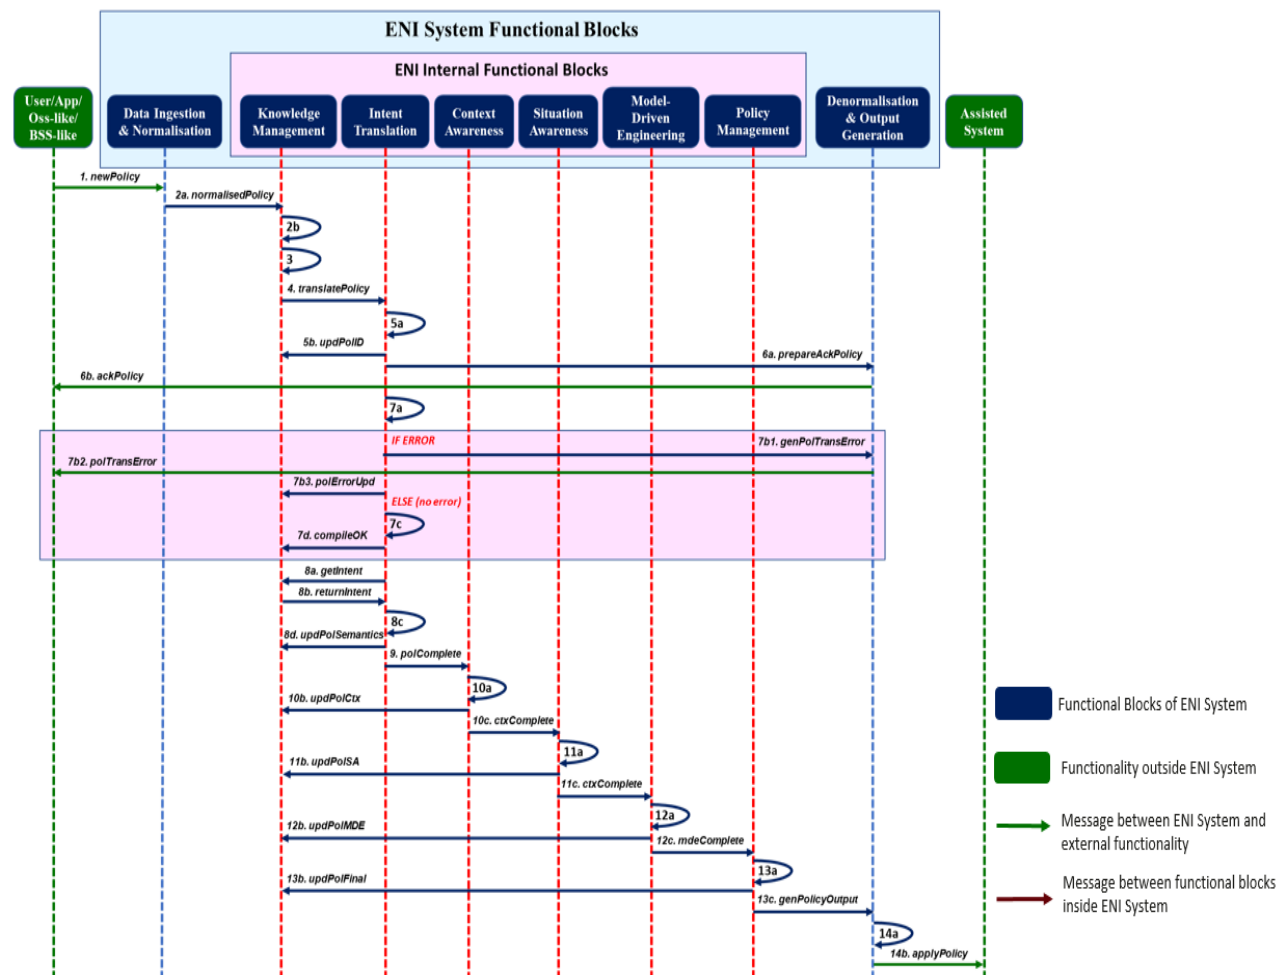 ENI System Functional Blocks
ENI Internal Functional Blocks
User/App/
Oss-like/
BSS-like
Data Ingestion
& Normalisation
Knowledge
Management
Intent
Translation
Context
Awareness
Situation
Awareness
Model-
Driven
Engineering
Policy
Management
Denormalisation
& Output
Generation
Assisted
System
1. newPolicy
2a. normalisedPolicy
2b
3
4. translatePolicy
5a
5b. updPolID
6a. prepareAckPolicy
6b. ackPolicy
7a
IF ERROR
7b1. genPolTransError
7b2. polTransError
7b3. polErrorUpd
ELSE (no error)
7c
7d. compileOK
8a. getIntent
8b. returnIntent
8c
8d. updPolSemantics
9. polComplete
10a
10b. updPolCtx
10c. ctxComplete
11a
11b. updPolSA
11c. ctxComplete
12a
12b. updPolMDE
12c. mdeComplete
13a
13b. updPolFinal
13c. genPolicyOutput
14a
14b. applyPolicy
Functional Blocks of ENI System
Functionality outside ENI System
Message between ENI System and
external functionality
Message between functional blocks
inside ENI System